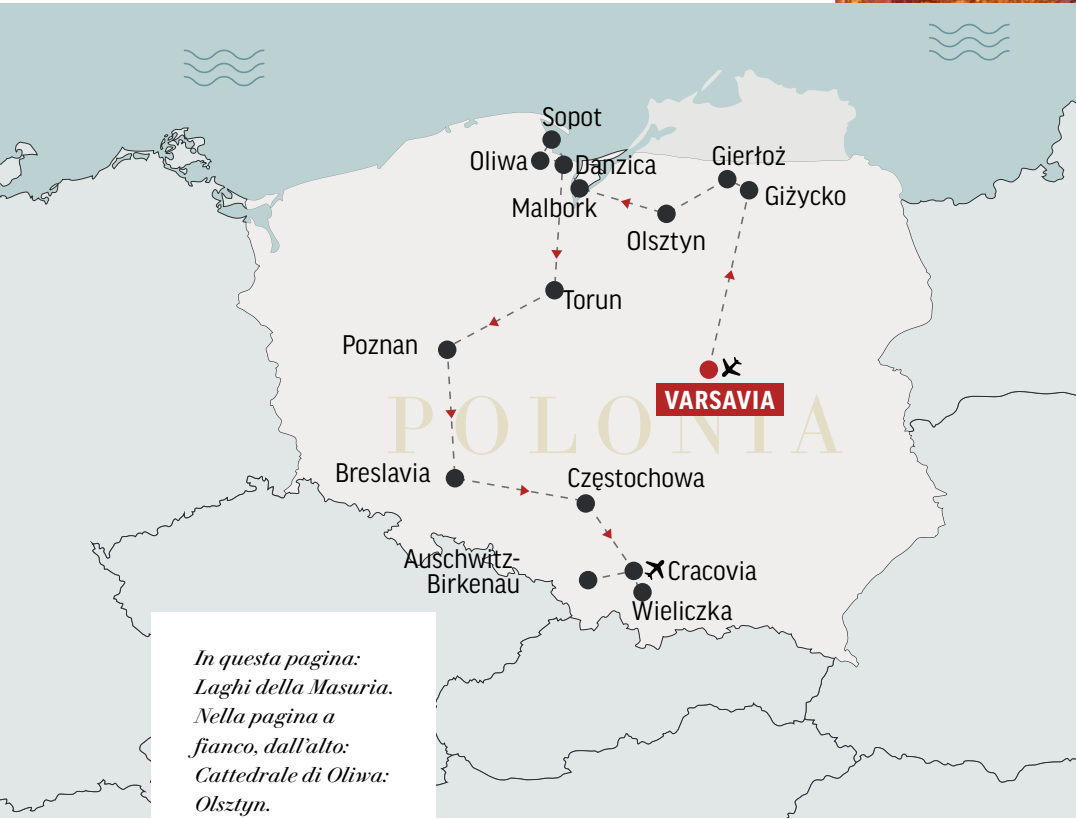 Sopot
Oliwa
Danzica
Gierłoż
Giżycko
Malbork
Olsztyn
Torun
Poznan
VARSAVIA
POLONIA
Breslavia
Częstochowa
Auschwitz-
Birkenau
Cracovia
Wieliczka
In questa pagina:
Laghi della Masuria.
Nella pagina a
fianco, dall'alto:
Cattedrale di Oliwa:
Olsztyn.